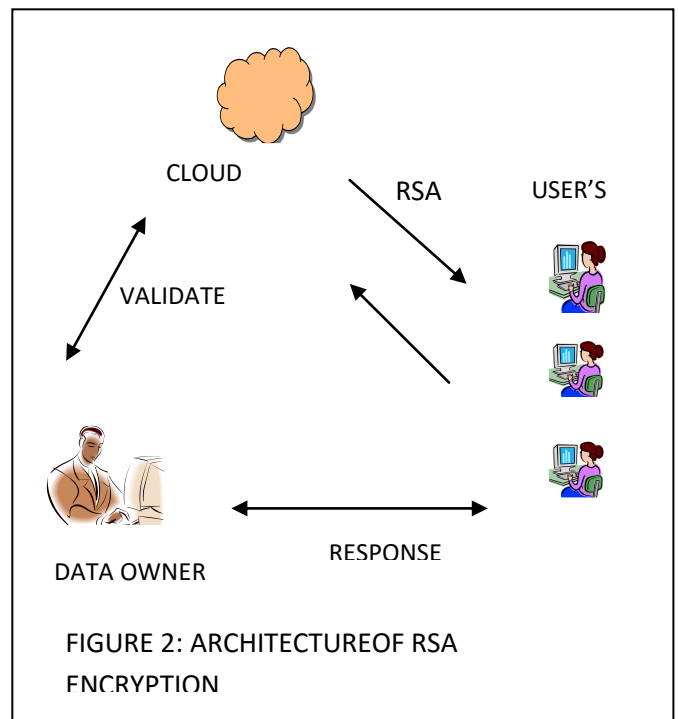 CLOUD
RSA
USER'S
VALIDATE
RESPONSE
DATA OWNER
FIGURE 2: ARCHITECTUREOF RSA
ENCRYPTION